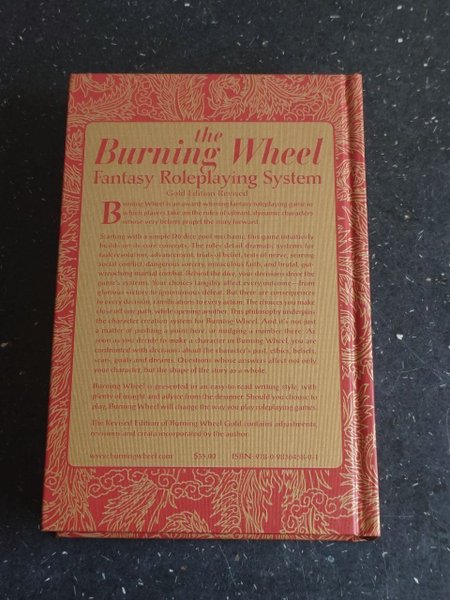 the
Burning Wheel
Fantasy Roleplaying System
Gold Edition Revised
Burning Wheel is an award-winning fantasy roleplaying game in
which players take on the roles of vibrant, dynamic characters
whose very beliefs propel the story forward.
Starting with a simple D6 dice pool mechanic, this game intuitively
builds on its core concepts. The rules detail dramatic systems for
task resolution, advancement, trials of belief, tests of nerve, searing
social conflict, dangerous sorcery, miraculous faith and brutal, gut-
wrenching martial combat. Behind the dice, your decisions drive the
game's systems. Your choices tangibly affect every outcome—from
glorious victory to ignominious defeat. But there are consequences
to every decision, ramifications to every action. The choices you make
close off one path, while opening another. This philosophy underpins
the character creation system for Burning Wheel. And it's not just a
matter of putting a point here or nudging a number there: As
soon as you decide to make a character in Burning Wheel, you are
confronted with decisions about the character's past, ethics, beliefs,
scars, goals and dreams. Questions whose answers affect not only
your character, but the shape of the story as a whole.
Burning Wheel is presented in an easy-to-read writing style, with
plenty of insight and advice from the designer. Should you choose to
play, Burning Wheel will change the way you play roleplaying games.
The Revised Edition of Burning Wheel Gold contains adjustments,
revisions and errata incorporated by the author.
www.burningwheel.com $35.00 ISBN: